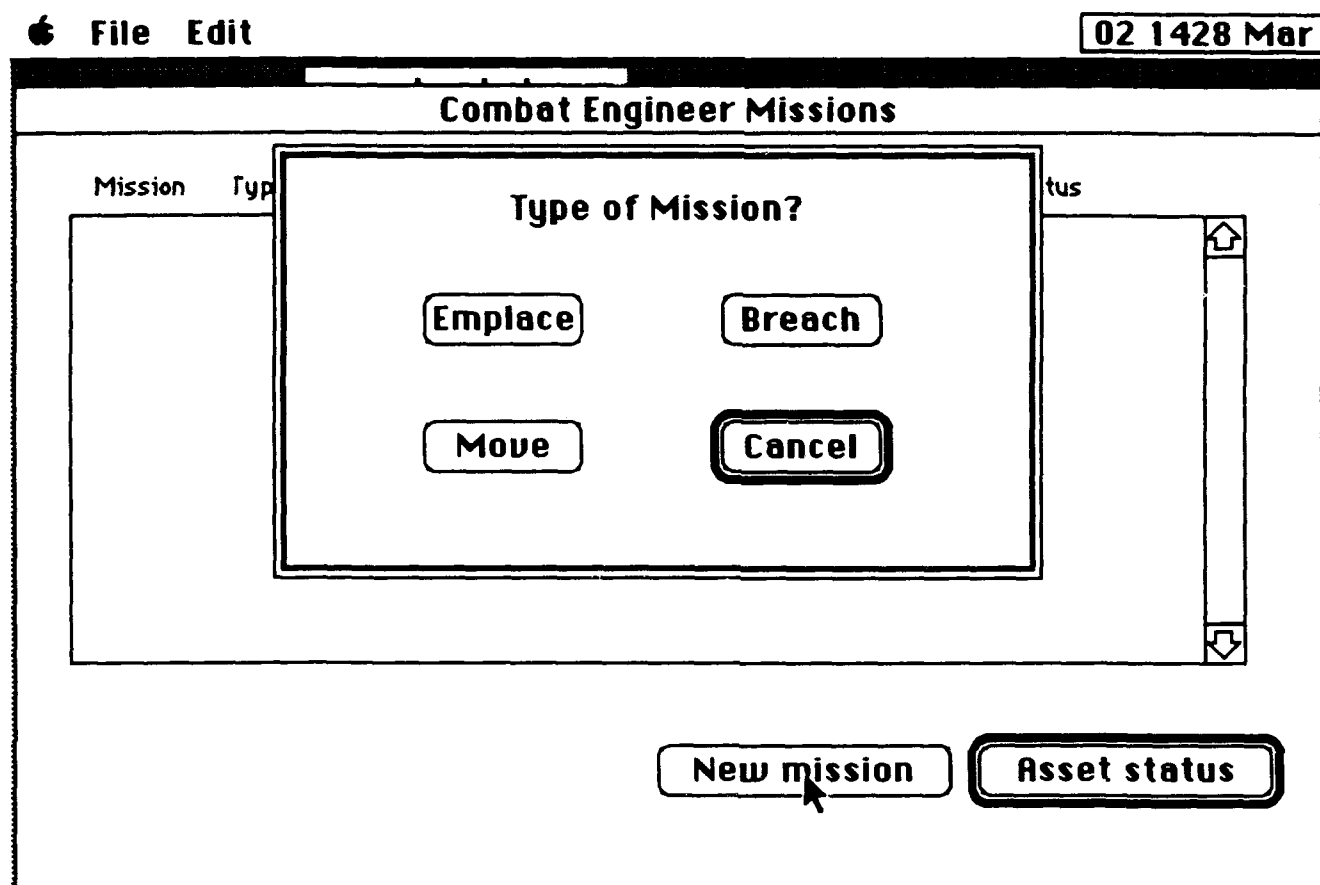 File Edit 02 1428 Mar
Combat Engineer Missions
Mission Typ tus
Type of Mission?
Emplace Breach
Move Cancel
New mission Asset status